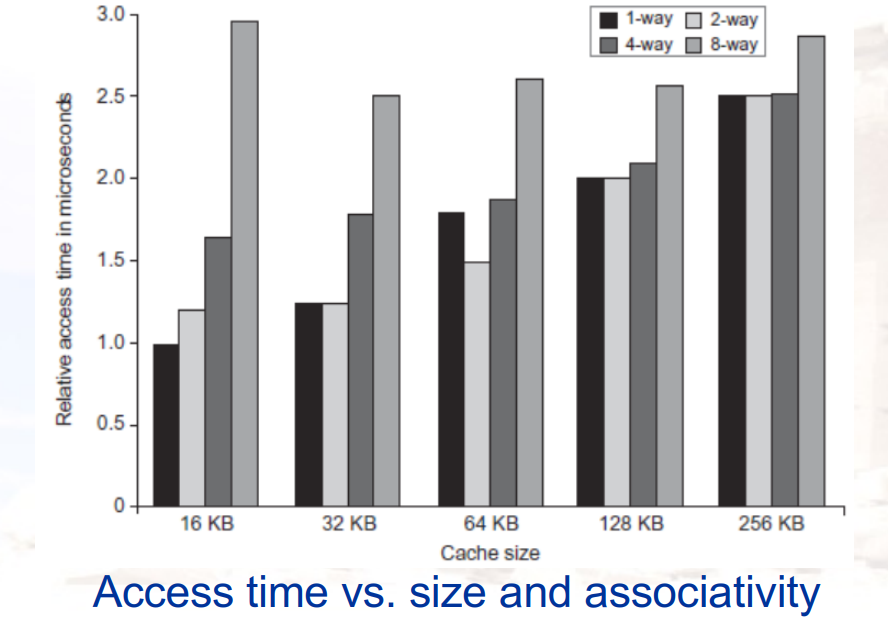 3.0
2.5
2.0
1.5
1.0
0.5
0
Relative access time in microseconds
1-way 2-way
4-way 8-way
16 KB 32 KB 64 KB 128 KB 256 KB
Cache size
Access time vs. size and associativity